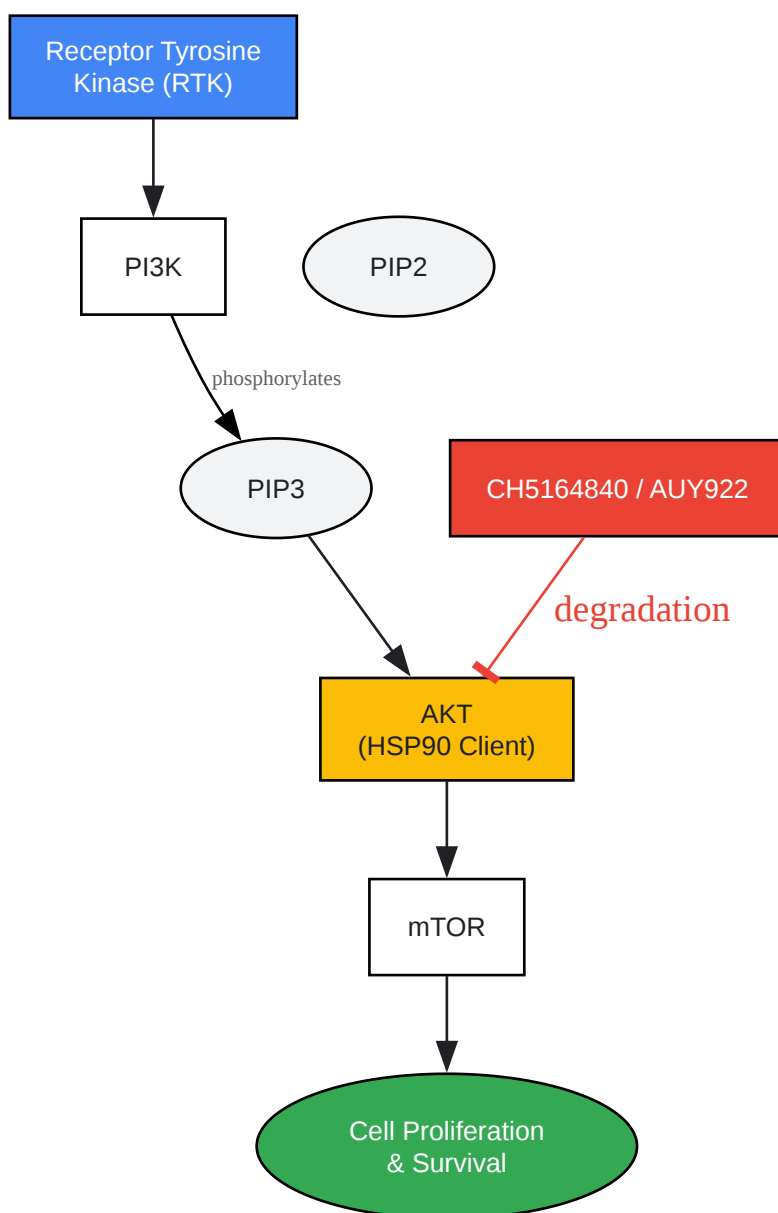 Receptor Tyrosine
Kinase (RTK)
PI3K
PIP2
phosphorylates
PIP3
CH5164840 / AUY922
degradation
AKT
(HSP90 Client)
mTOR
Cell Proliferation
& Survival